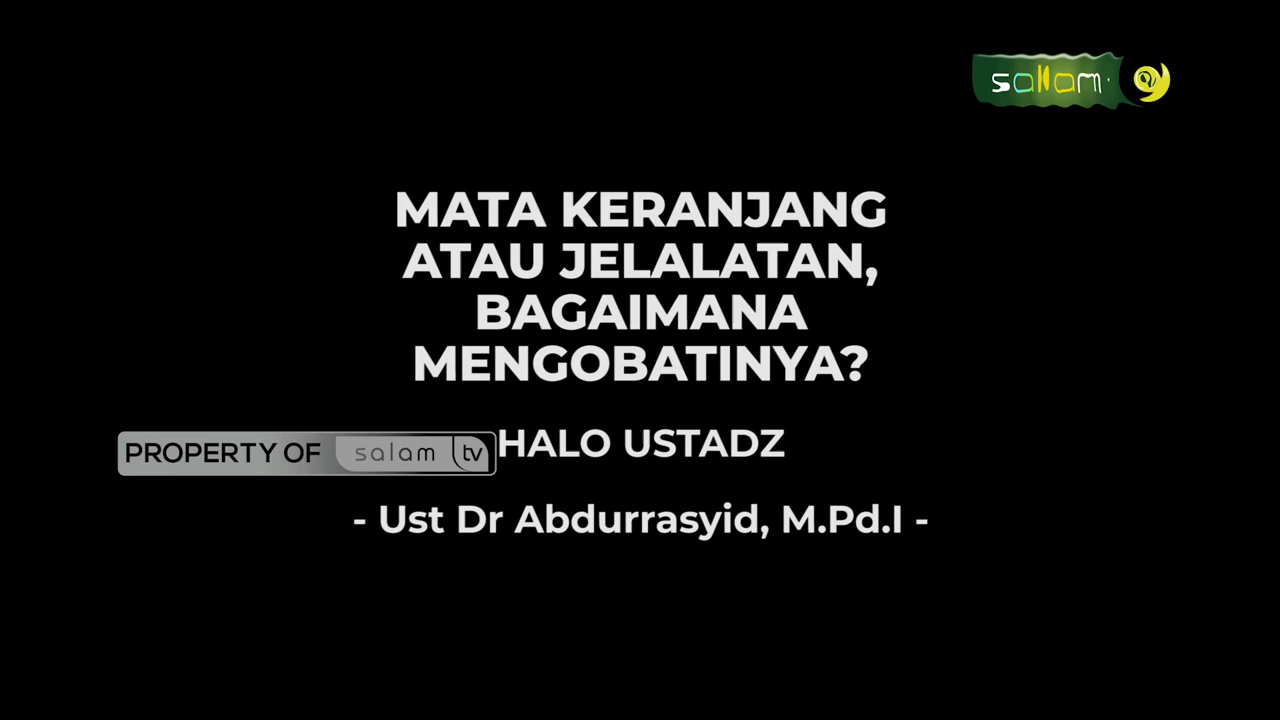 salam
MATA KERANJANG
ATAU JELALATAN,
BAGAIMANA
MENGOBATINYA?
HALO USTADZ
PROPERTY OF salam tv
- Ust Dr Abdurrasyid, M.Pd.I -